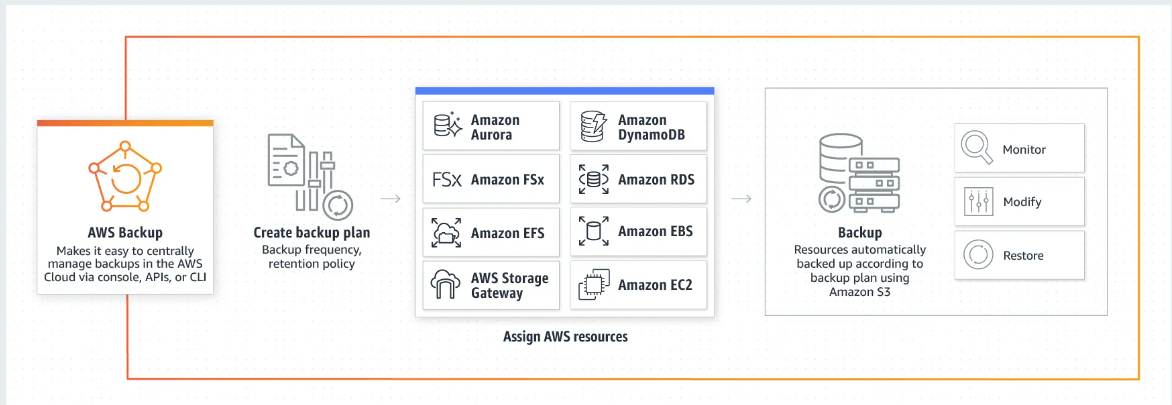 AWS Backup
Makes it easy to centrally
manage backups in the AWS
Cloud via console, APIs, or CLI
Create backup plan
Backup frequency,
retention policy
Amazon
Aurora
Amazon
DynamoDB
FSx Amazon FSx
Amazon RDS
Amazon EFS
Amazon EBS
AWS Storage
Gateway
Amazon EC2
Assign AWS resources
Backup
Resources automatically
backed up according to
backup plan using
Amazon S3
Monitor
Modify
Restore